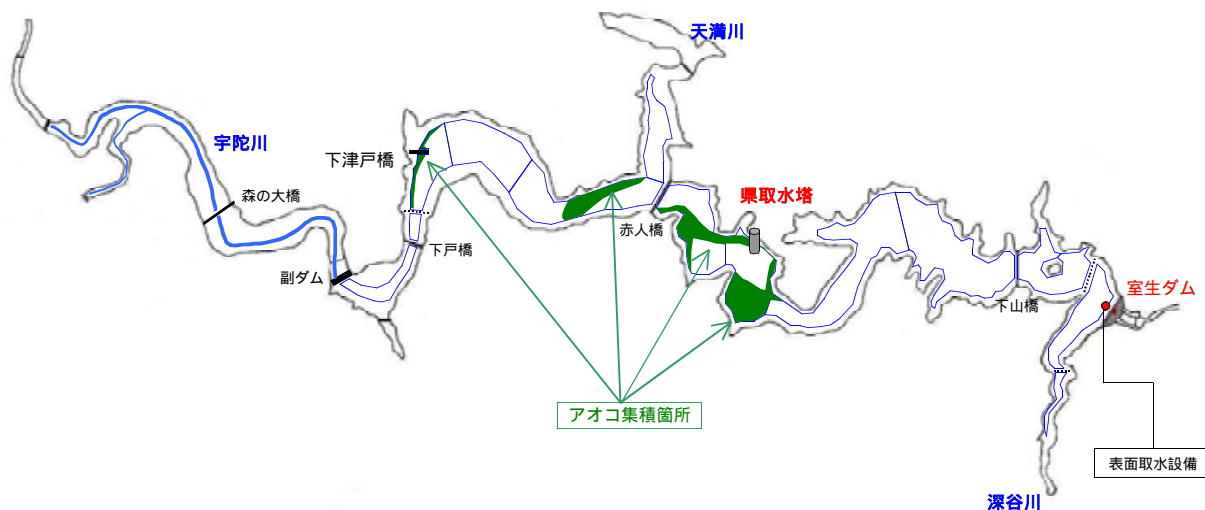 天満川
宇陀川
下津戸橋
森の大橋
県取水塔
赤人橋
下戸橋
副ダム
室生ダム
下山橋
アオコ集積箇所
表面取水設備
深谷川